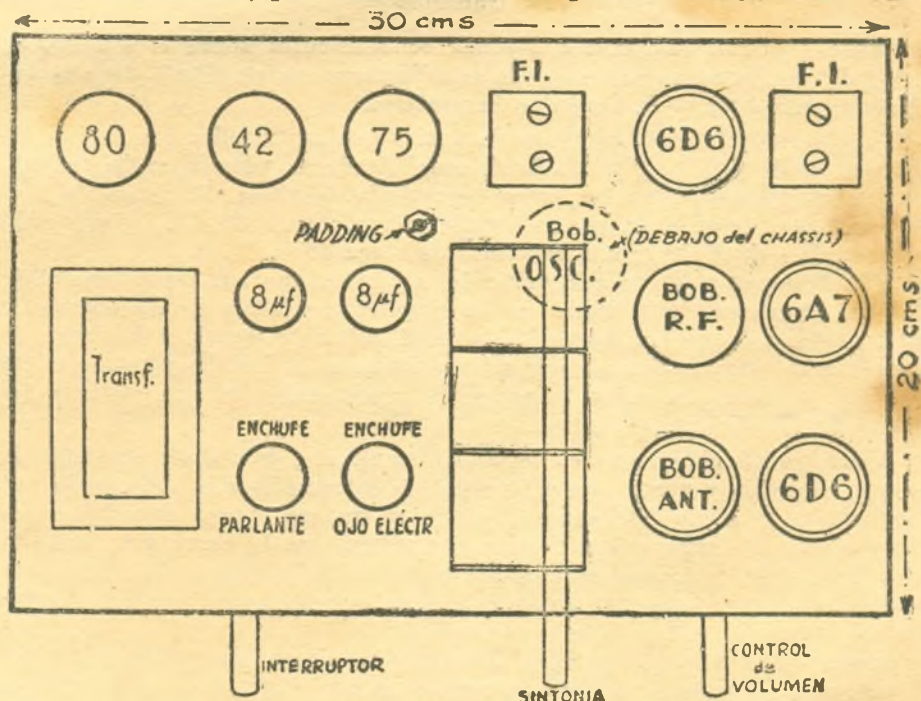 30 cms
F.I.
F.I.
80
42
75
6D6
PADDING
Bob.
(DEBAJO del CHASSIS)
OSC.
8µf
8µf
BOB.
R.F.
6A7
20 cms
Transf.
ENCHUFE
ENCHUFE
PARLANTE
OJO ELECTR
BOB.
ANT.
6D6
INTERRUPTOR
SINTONIA
CONTROL
de
VOLUMEN